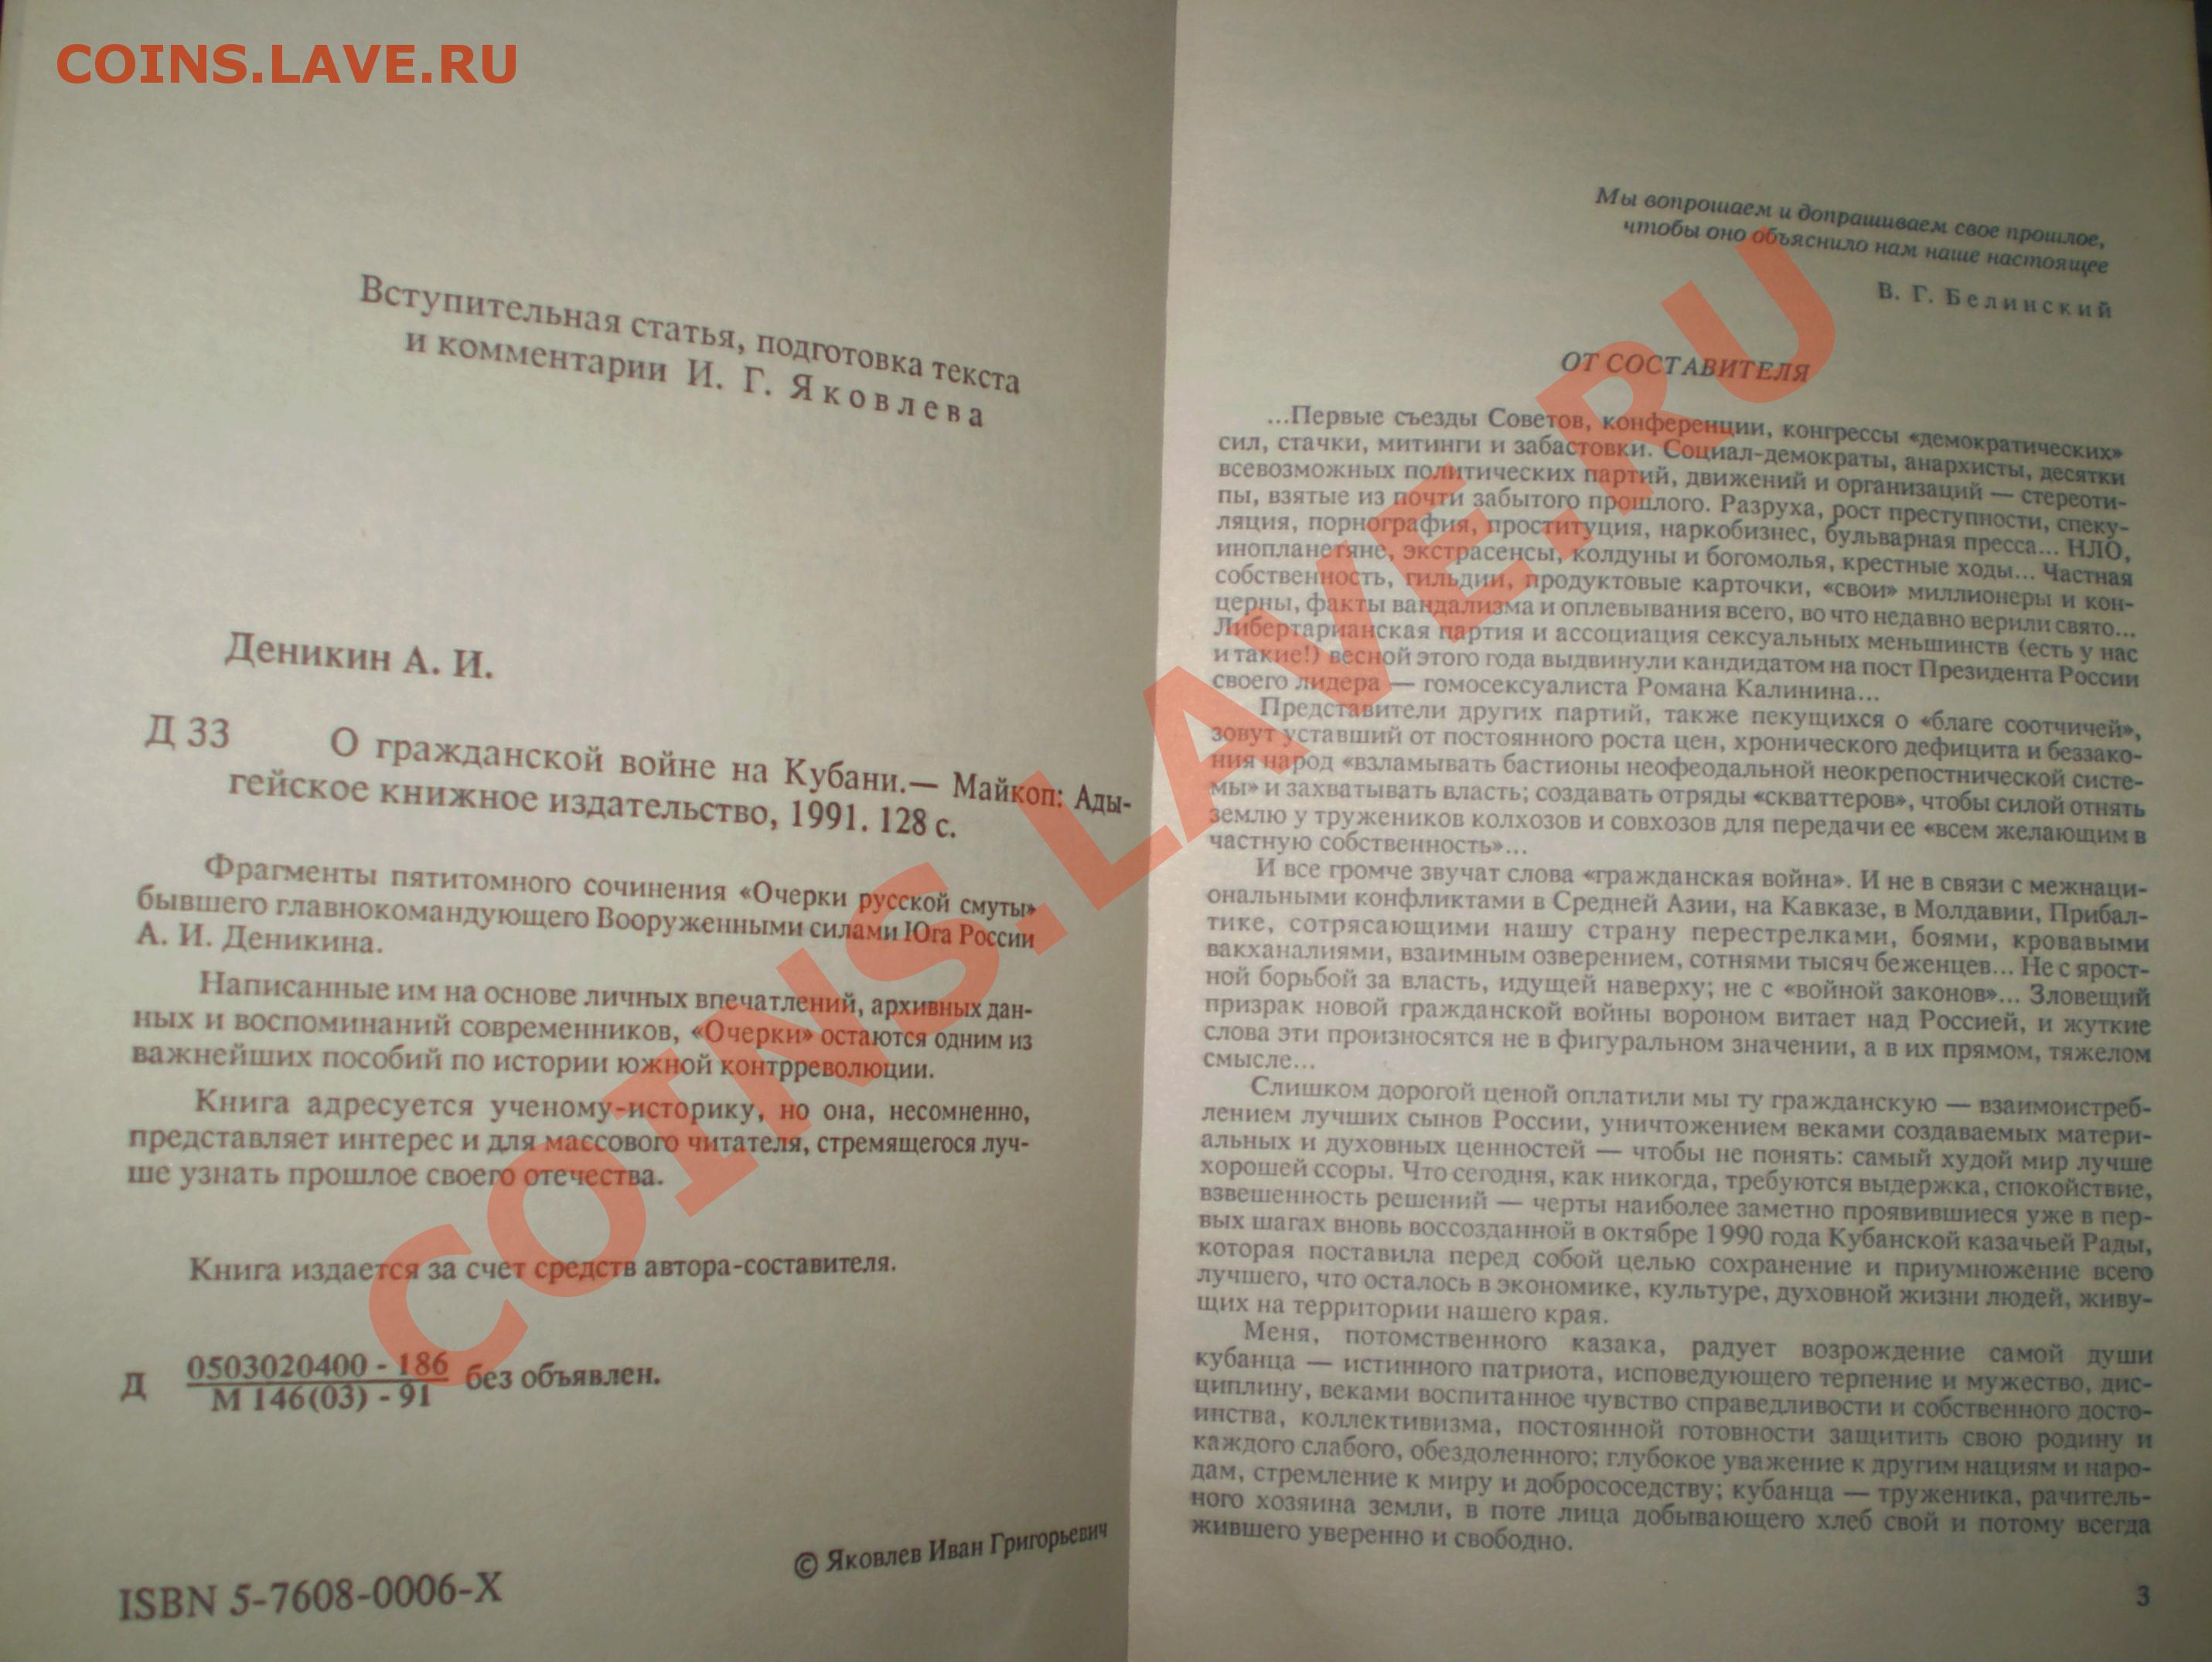 COINS.LAVE.RU
Вступительная статья, подготовка текста
и комментарии И. Г. Яковлева
Деникин А. И.
Д 33 О гражданской войне на Кубани.— Майкоп: Ады-
гейское книжное издательство, 1991. 128 с.
Фрагменты пятитомного сочинения «Очерки русской смуты»
бывшего главнокомандующего Вооруженными силами Юга России
А. И. Деникина.
Написанные им на основе личных впечатлений, архивных дан-
ных и воспоминаний современников, «Очерки» остаются одним из
важнейших пособий по истории южной контрреволюции.
Книга адресуется ученому-историку, но она, несомненно,
представляет интерес и для массового читателя, стремящегося луч-
ше узнать прошлое своего отечества.
Книга издается за счет средств автора-составителя.
Д 0503020400 - 186 без объявлен.
М 146(03) - 91
© Яковлев Иван Григорьевич
ISBN 5-7608-0006-X
Мы вопрошаем и допрашиваем свое прошлое,
чтобы оно объяснило нам наше настоящее
В. Г. Белинский
ОТ СОСТАВИТЕЛЯ
...Первые съезды Советов, конференции, конгрессы «демократических»
сил, стачки, митинги и забастовки. Социал-демократы, анархисты, десятки
всевозможных политических партий, движений и организаций — стереоти-
пы, взятые из почти забытого прошлого. Разруха, рост преступности, спеку-
ляция, порнография, проституция, наркобизнес, бульварная пресса... НЛО,
инопланетяне, экстрасенсы, колдуны и богомолья, крестные ходы... Частная
собственность, гильдии, продуктовые карточки, «свои» миллионеры и кон-
церны, факты вандализма и оплевывания всего, во что недавно верили свято...
Либертарианская партия и ассоциация сексуальных меньшинств (есть у нас
и такие!) весной этого года выдвинули кандидатом на пост Президента России
своего лидера — гомосексуалиста Романа Калинина...
Представители других партий, также пекущихся о «благе соотчичей»,
зовут уставший от постоянного роста цен, хронического дефицита и беззако-
ния народ «взламывать бастионы неофеодальной неокрепостнической систе-
мы» и захватывать власть; создавать отряды «скваттеров», чтобы силой отнять
землю у тружеников колхозов и совхозов для передачи ее «всем желающим в
частную собственность»...
И все громче звучат слова «гражданская война». И не в связи с межнаци-
ональными конфликтами в Средней Азии, на Кавказе, в Молдавии, Прибал-
тике, сотрясающими нашу страну перестрелками, боями, кровавыми
вакханалиями, взаимным озверением, сотнями тысяч беженцев... Не с ярост-
ной борьбой за власть, идущей наверху; не с «войной законов»... Зловещий
призрак новой гражданской войны вороном витает над Россией, и жуткие
слова эти произносятся не в фигуральном значении, а в их прямом, тяжелом
смысле...
Слишком дорогой ценой оплатили мы ту гражданскую — взаимоистреб-
лением лучших сынов России, уничтожением веками создаваемых матери-
альных и духовных ценностей — чтобы не понять: самый худой мир лучше
хорошей ссоры. Что сегодня, как никогда, требуются выдержка, спокойствие,
взвешенность решений — черты наиболее заметно проявившиеся уже в пер-
вых шагах вновь воссозданной в октябре 1990 года Кубанской казачьей Рады,
которая поставила перед собой целью сохранение и приумножение всего
лучшего, что осталось в экономике, культуре, духовной жизни людей, живу-
щих на территории нашего края.
Меня, потомственного казака, радует возрождение самой души
кубанца — истинного патриота, исповедующего терпение и мужество, дис-
циплину, веками воспитанное чувство справедливости и собственного досто-
инства, коллективизма, постоянной готовности защитить свою родину и
каждого слабого, обездоленного; глубокое уважение к другим нациям и наро-
дам, стремление к миру и добрососедству; кубанца — труженика, рачитель-
ного хозяина земли, в поте лица добывающего хлеб свой и потому всегда
жившего уверенно и свободно.
3
COINS.LAVE.RU